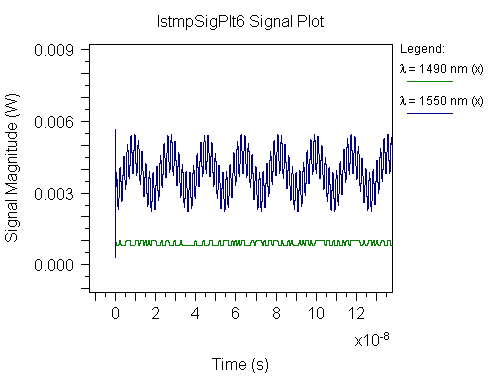 lstmpSigPlt6 Signal Plot
Legend:
λ = 1490 nm (x)
λ = 1550 nm (x)
Signal Magnitude (W)
0.009
0.006
0.003
0.000
0 2 4 6 8 10 12
x10-8
Time (s)